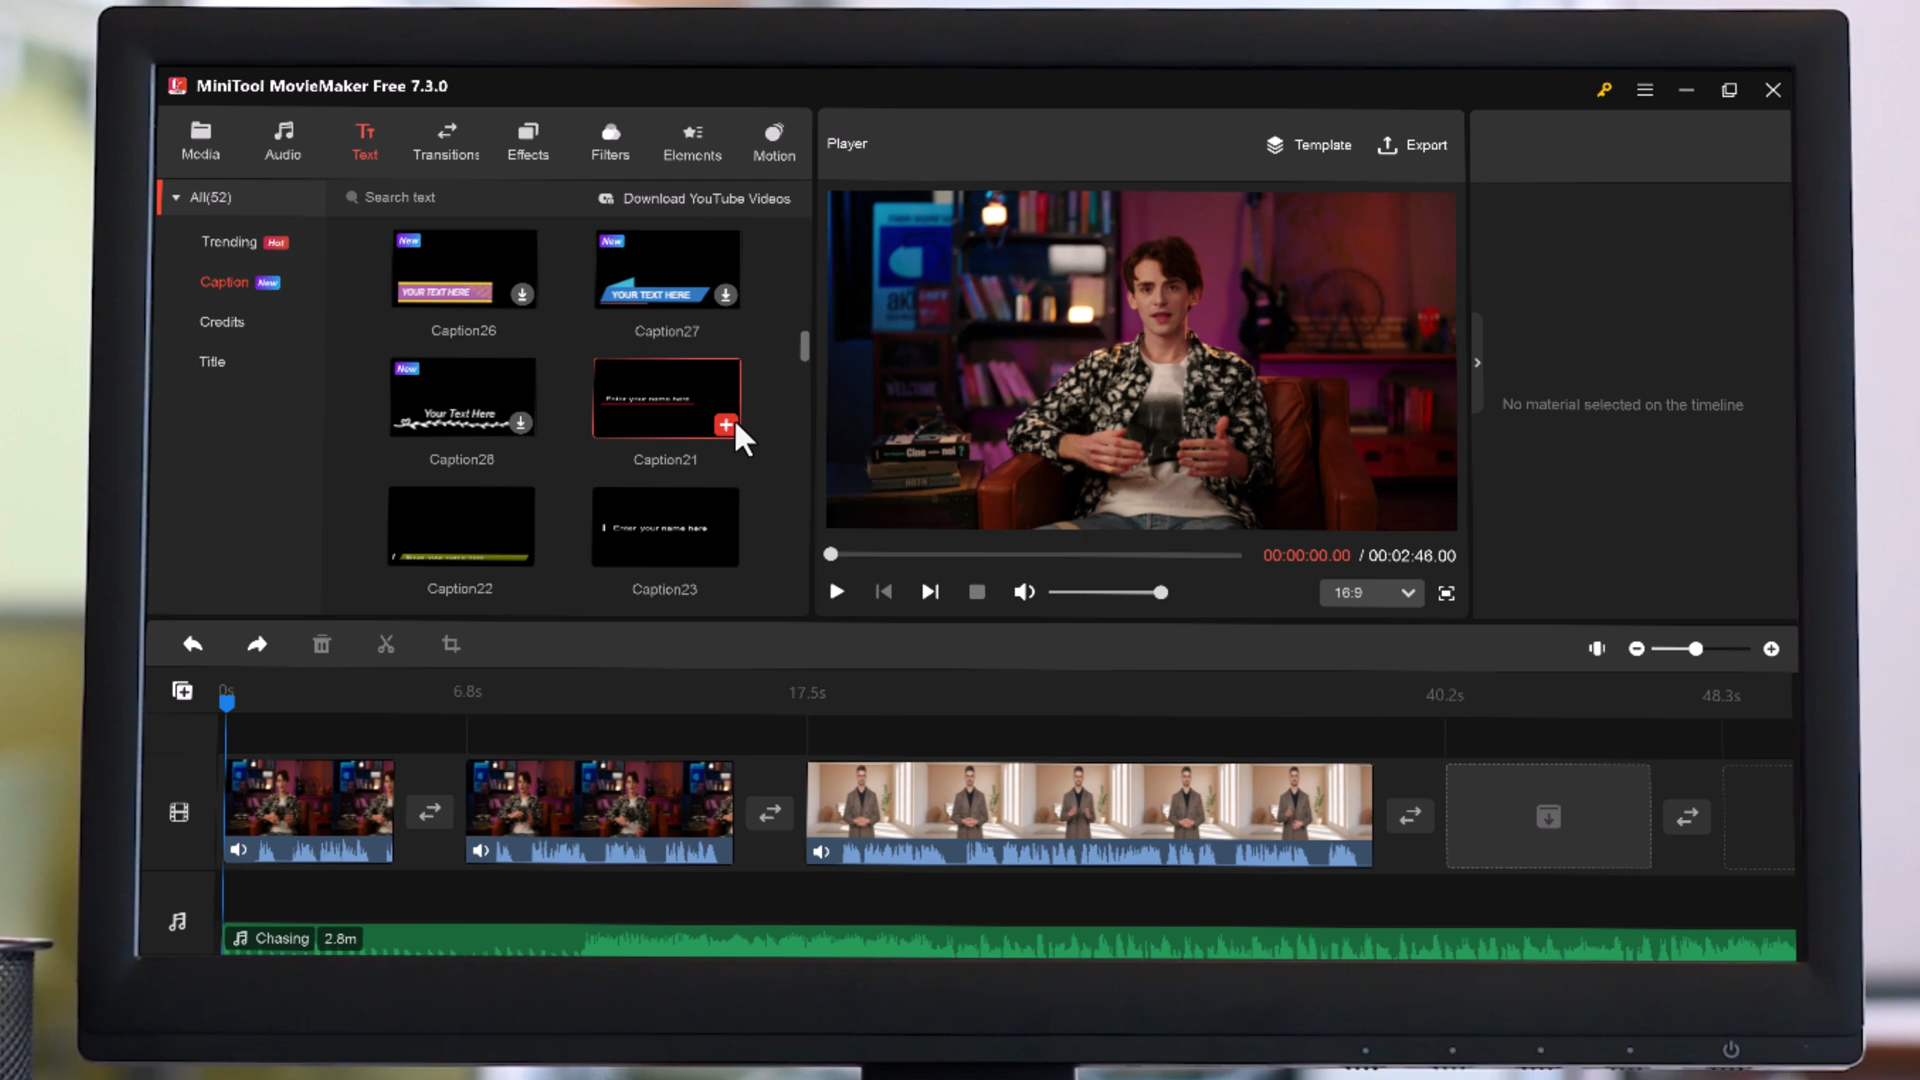 MiniTool MovieMaker Free 7.3.0
Media
Audio
Text
Transitions
Effects
Filters
Elements
Motion
Player
Template
Export
All(52)
Search text
Download YouTube Videos
Trending
Hot
Caption
New
Credits
Title
New
YOUR TEXT HERE
Caption26
New
YOUR TEXT HERE
Caption27
New
Your Text Here
Caption28
Enter your name here
Caption21
Caption22
Enter your name here
Caption23
WELCOME
00:00:00.00 / 00:02:46.00
16:9
No material selected on the timeline
0s
6.8s
17.5s
40.2s
48.3s
Chasing
2.8m